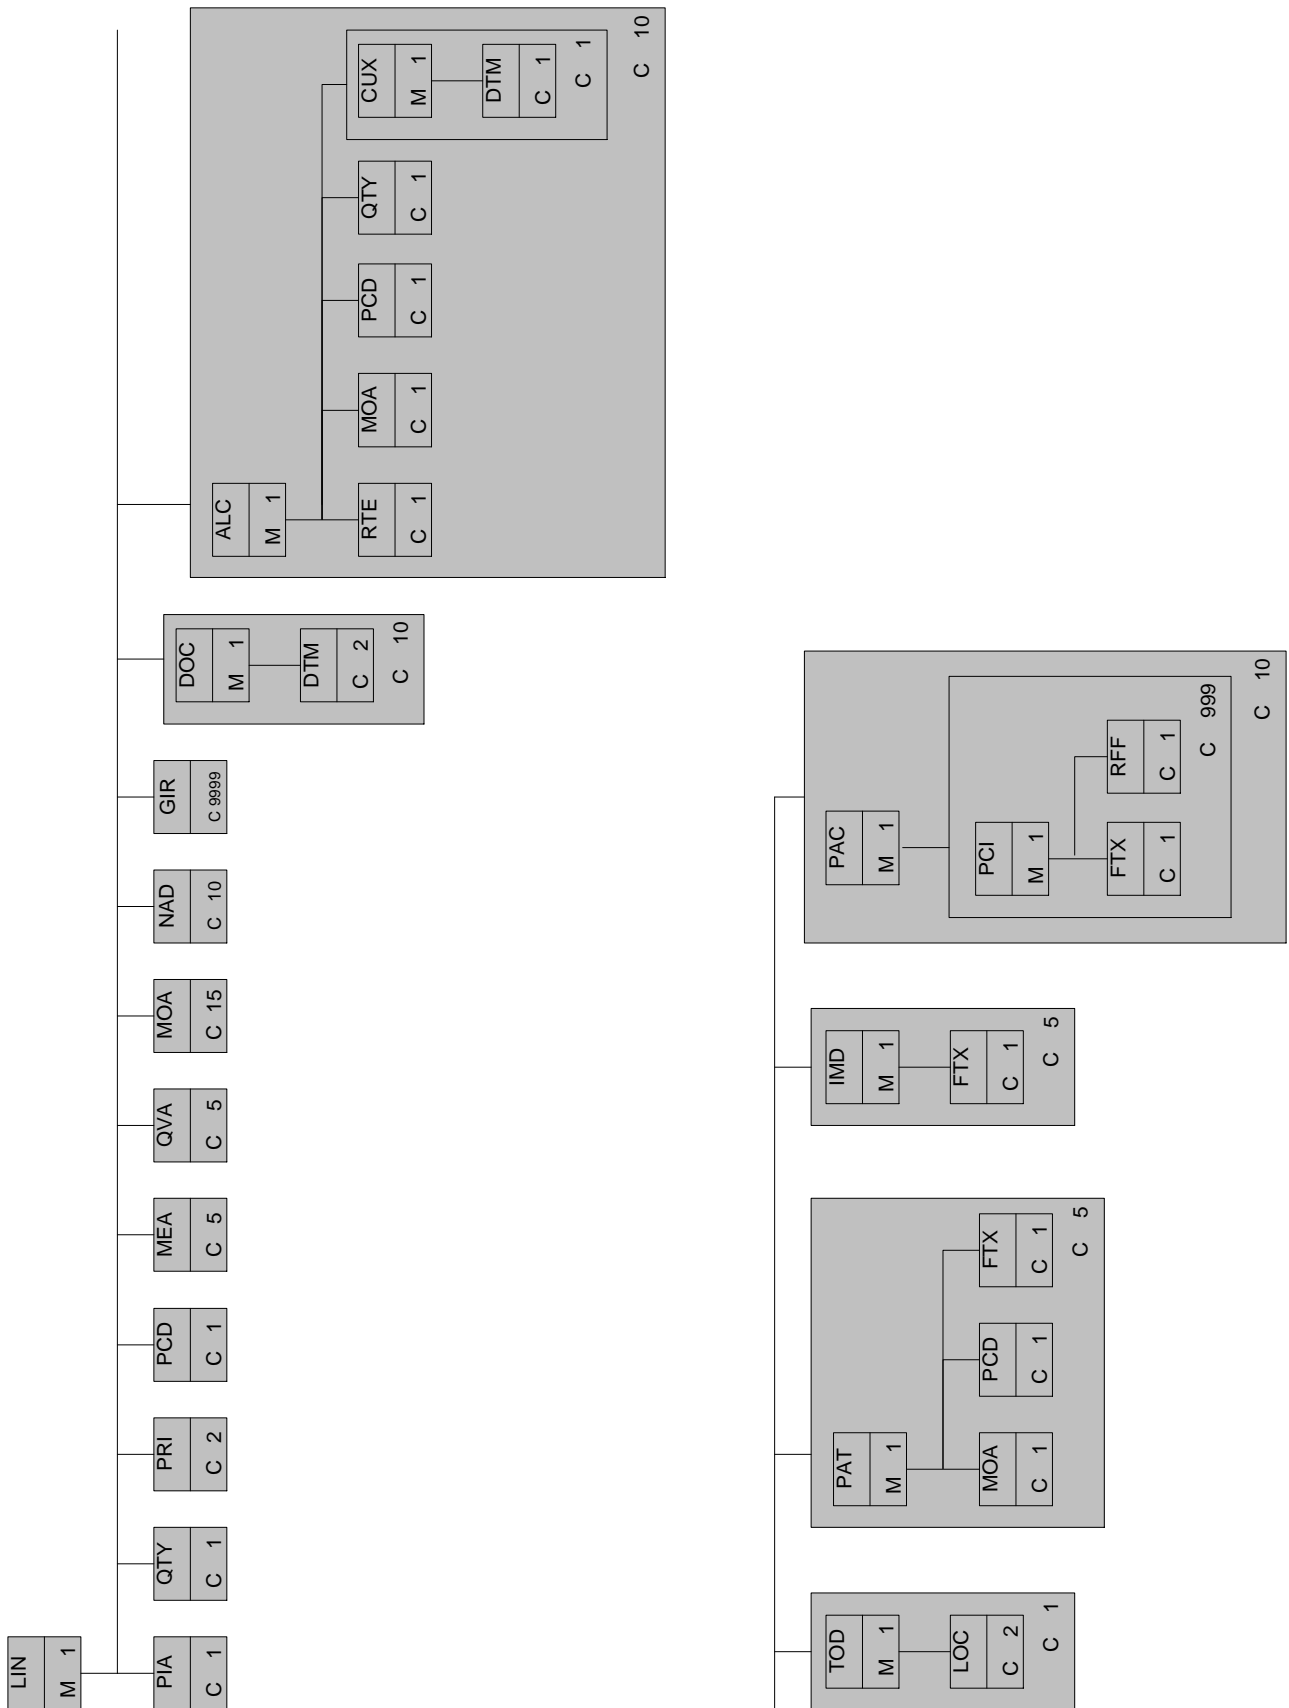 LIN
M 1
PIA
C 1
QTY
C 1
PRI
C 2
PCD
C 1
MEA
C 5
QVA
C 5
MOA
C 15
NAD
C 10
GIR
C 9999
DOC
M 1
DTM
C 2
C 10
ALC
M 1
RTE
C 1
MOA
C 1
PCD
C 1
QTY
C 1
CUX
M 1
DTM
C 1
C 1
C 10
TOD
M 1
LOC
C 2
C 1
PAT
M 1
MOA
C 1
PCD
C 1
FTX
C 1
C 5
IMD
M 1
FTX
C 1
C 5
PAC
M 1
PCI
M 1
FTX
C 1
RFF
C 1
C 999
C 10